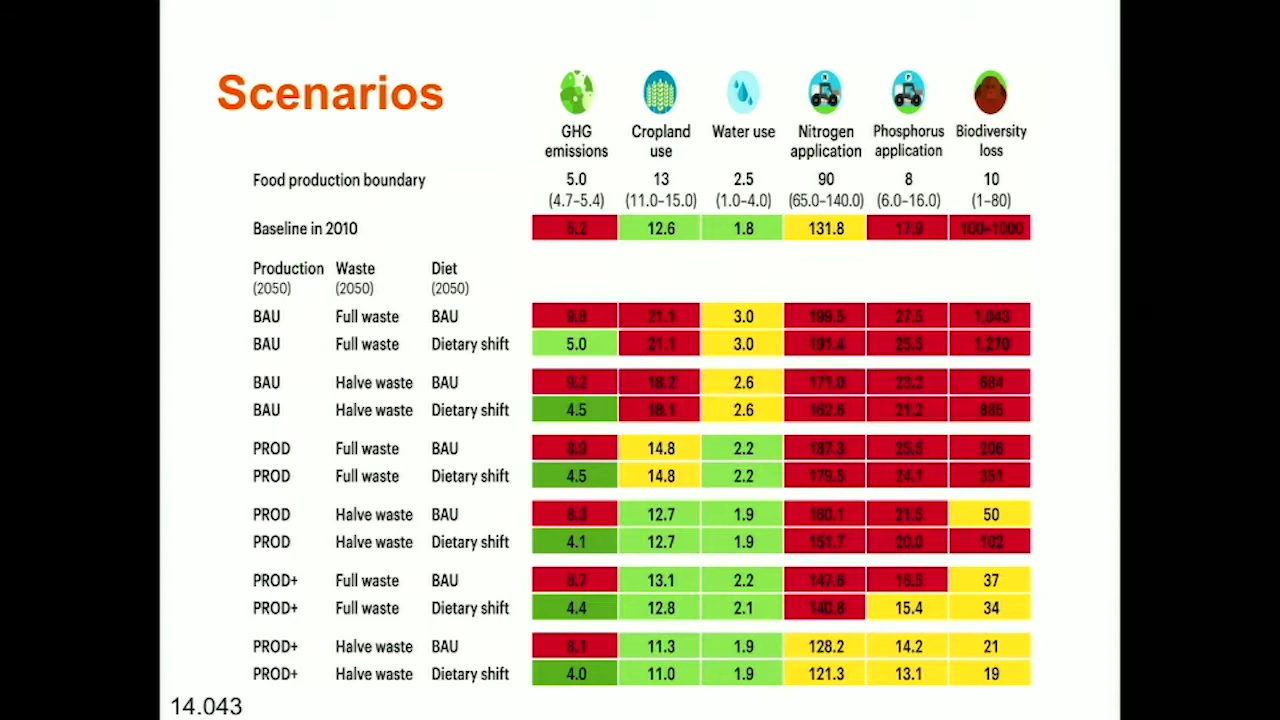 Scenarios
GHG emissions Cropland use Water use Nitrogen application Phosphorus application Biodiversity loss
Food production boundary 5.0 13 2.5 90 8 10
(4.7–5.4) (11.0–15.0) (1.0–4.0) (65.0–140.0) (6.0–16.0) (1–80)
Baseline in 2010 5.2 12.6 1.8 131.8 17.9 100–1000
Production Waste Diet
(2050) (2050) (2050)
BAU Full waste BAU 9.8 21.1 3.0 199.5 27.5 1,043
BAU Full waste Dietary shift 5.0 21.1 3.0 191.4 25.5 1,270
BAU Halve waste BAU 9.2 18.2 2.6 171.0 23.2 684
BAU Halve waste Dietary shift 4.5 18.1 2.6 162.6 21.2 885
PROD Full waste BAU 8.9 14.8 2.2 187.3 25.5 206
PROD Full waste Dietary shift 4.5 14.8 2.2 179.5 24.1 351
PROD Halve waste BAU 8.3 12.7 1.9 160.1 21.5 50
PROD Halve waste Dietary shift 4.1 12.7 1.9 151.7 20.0 102
PROD+ Full waste BAU 8.7 13.1 2.2 147.6 16.5 37
PROD+ Full waste Dietary shift 4.4 12.8 2.1 140.8 15.4 34
PROD+ Halve waste BAU 8.1 11.3 1.9 128.2 14.2 21
PROD+ Halve waste Dietary shift 4.0 11.0 1.9 121.3 13.1 19
14.043